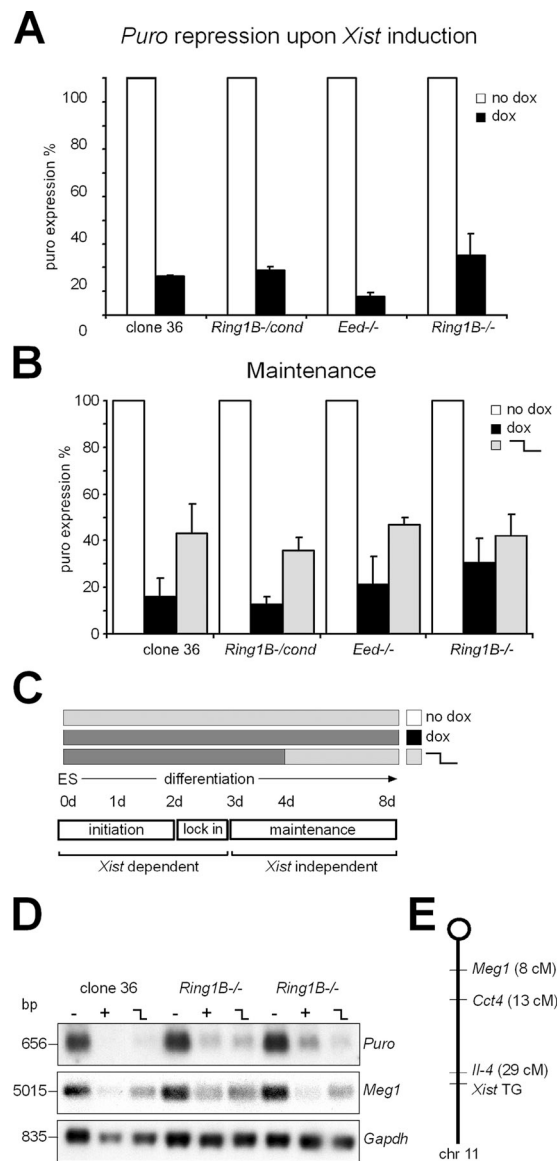 A
Puro repression upon Xist induction
no dox
dox
puro expression %
100
80
60
40
20
0
clone 36 Ring1B-/cond Eed-/- Ring1B-/-
B
Maintenance
no dox
dox
puro expression %
100
80
60
40
20
0
clone 36 Ring1B-/cond Eed-/- Ring1B-/-
C
no dox
dox
ES differentiation
0d 1d 2d 3d 4d 8d
initiation lock in maintenance
Xist dependent Xist independent
D
clone 36 Ring1B-/- Ring1B-/-
bp - + - + - +
656 Puro
5015 Meg1
835 Gapdh
E
Meg1 (8 cM)
Cct4 (13 cM)
Il-4 (29 cM)
Xist TG
chr 11